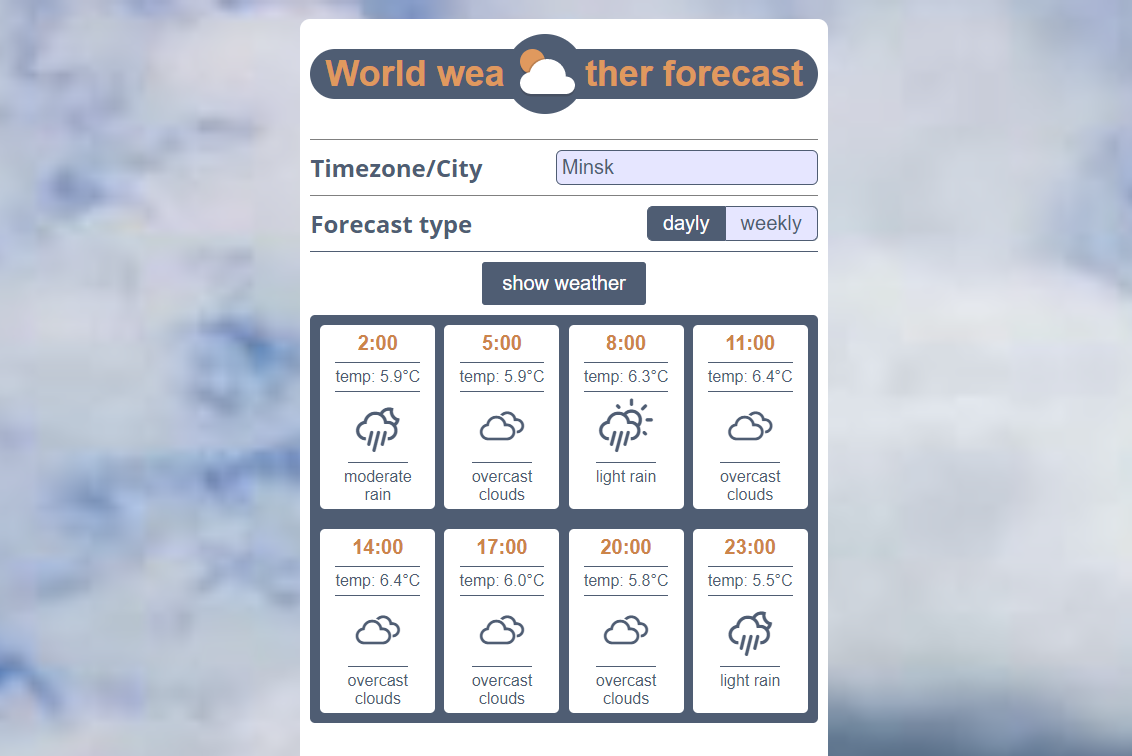 World wea ther forecast
Timezone/City Minsk
Forecast type dayly weekly
show weather
2:00 5:00 8:00 11:00
temp: 5.9°C temp: 5.9°C temp: 6.3°C temp: 6.4°C
moderate overcast light rain overcast
rain clouds clouds
14:00 17:00 20:00 23:00
temp: 6.4°C temp: 6.0°C temp: 5.8°C temp: 5.5°C
overcast overcast overcast light rain
clouds clouds clouds